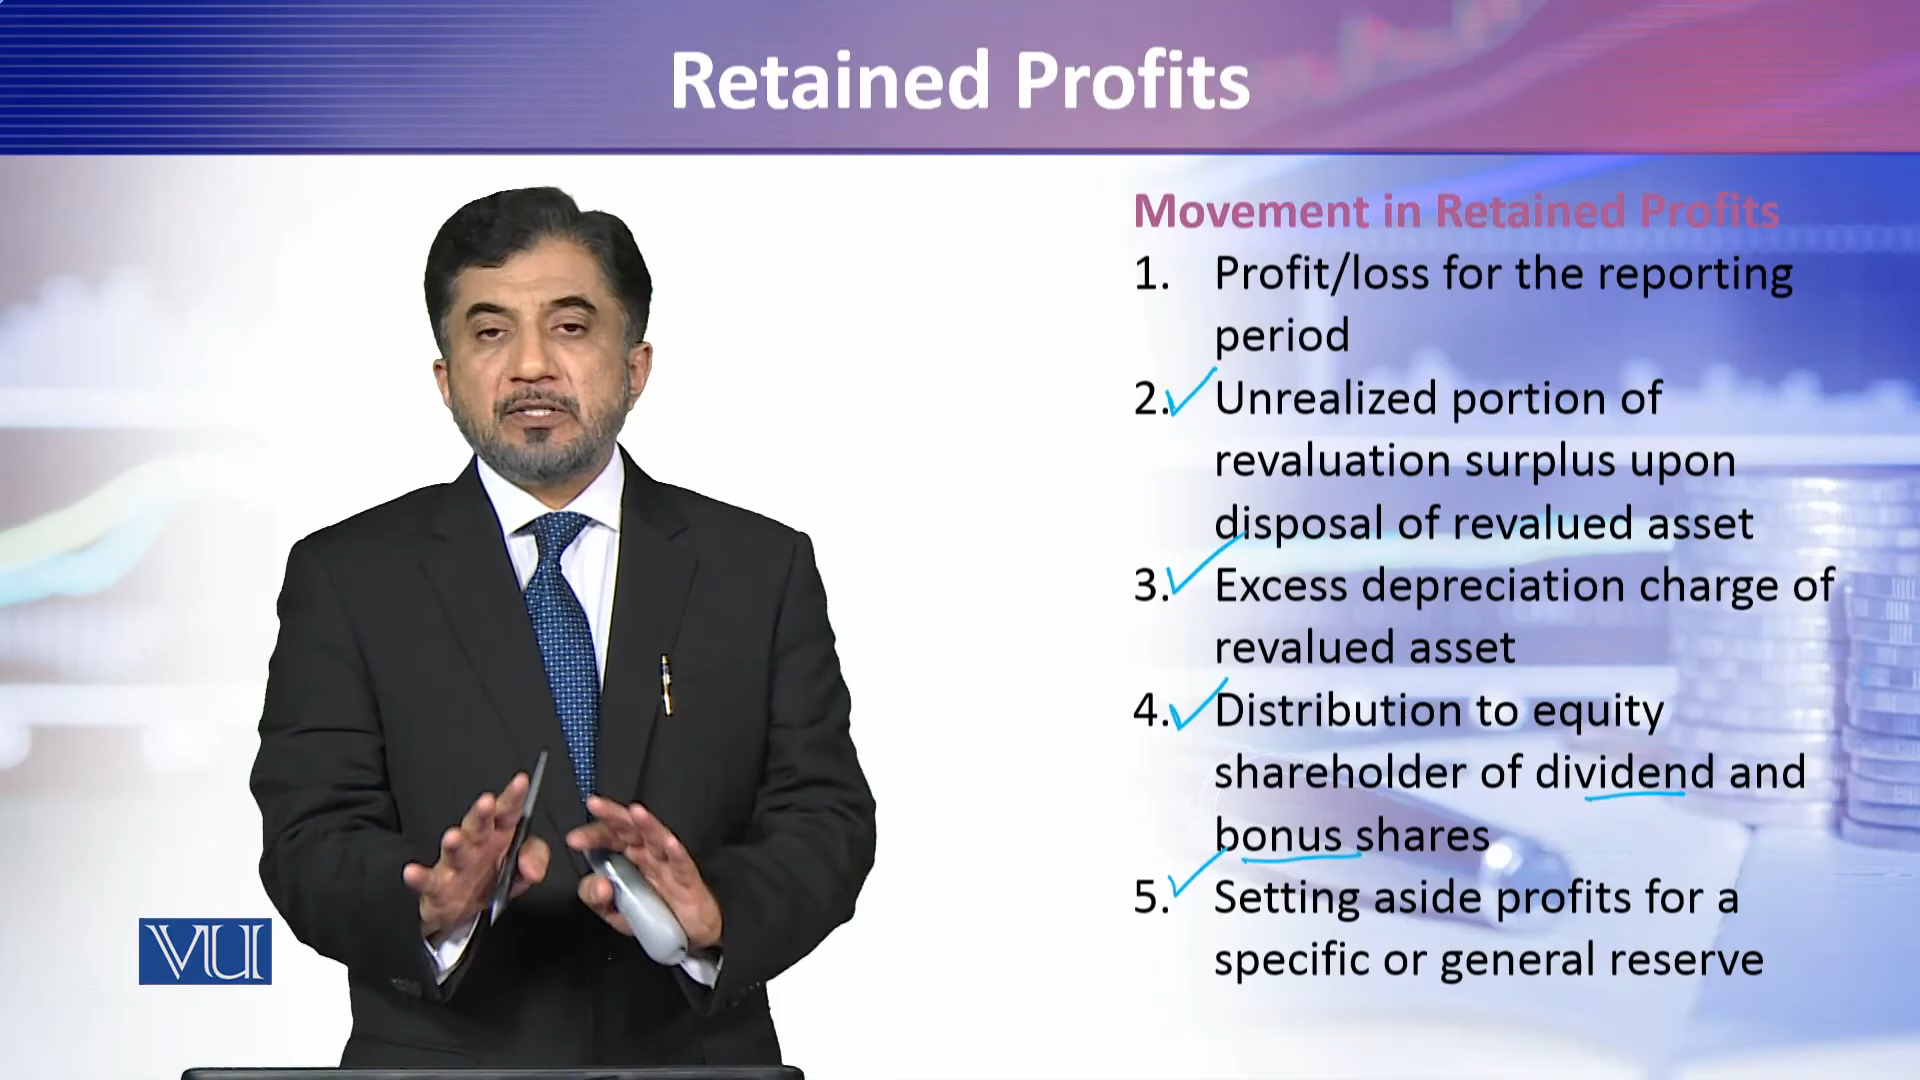 Retained Profits
Movement in Retained Profits
1. Profit/loss for the reporting
period
2. Unrealized portion of
revaluation surplus upon
disposal of revalued asset
3. Excess depreciation charge of
revalued asset
4. Distribution to equity
shareholder of dividend and
bonus shares
5. Setting aside profits for a
specific or general reserve
VU